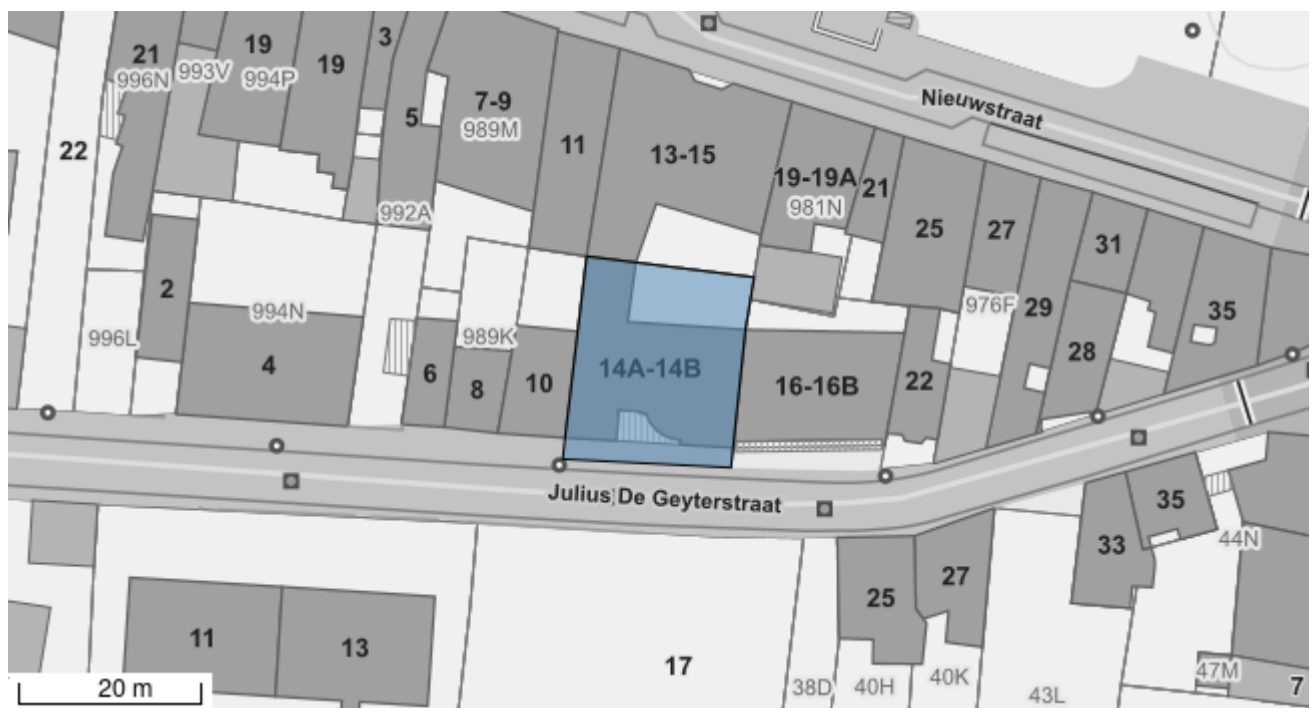 3
21
19
19
996N
993V
994P
5
7-9
989M
Nieuwstraat
22
11
13-15
19-19A
21
981N
992A
25
27
31
2
994N
996L
989K
976F
29
35
4
6
8
10
14A-14B
16-16B
22
28
Julius De Geyterstraat
35
33
44N
27
25
11
13
17
38D
40H
40K
43L
47M
7
20 m